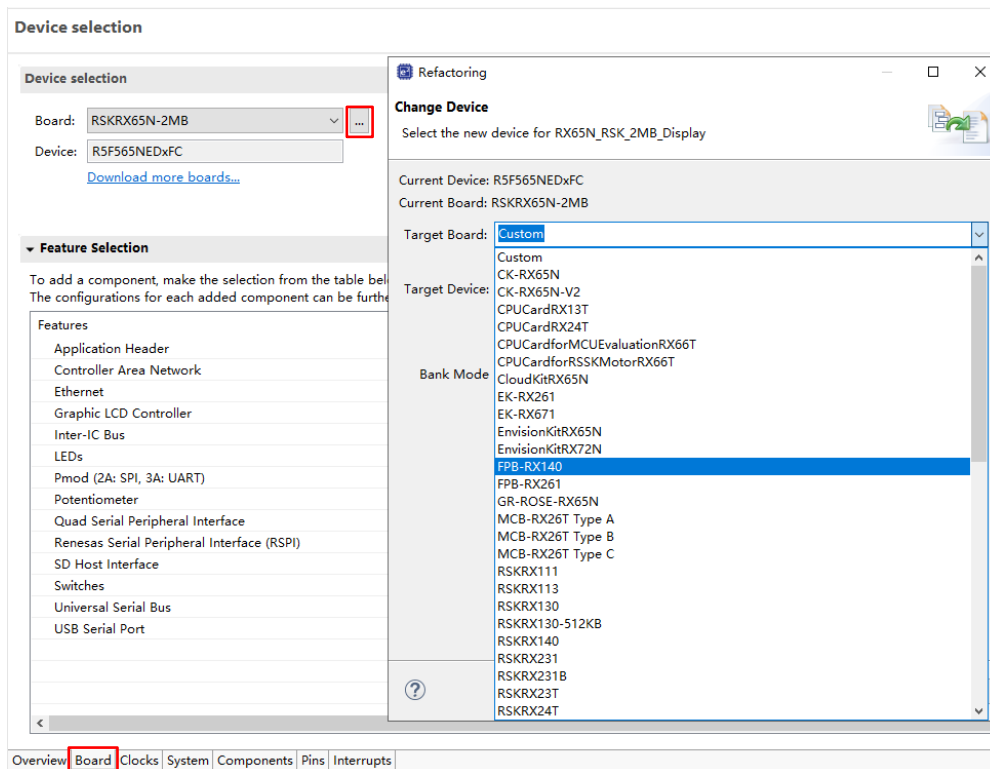 Device selection
Device selection
Board:
RSKRX65N-2MB
...
Device:
R5F565NEDxFC
Download more boards...
Feature Selection
To add a component, make the selection from the table bel
The configurations for each added component can be furthe
Features
Application Header
Controller Area Network
Ethernet
Graphic LCD Controller
Inter-IC Bus
LEDs
Pmod (2A: SPI, 3A: UART)
Potentiometer
Quad Serial Peripheral Interface
Renesas Serial Peripheral Interface (RSPI)
SD Host Interface
Switches
Universal Serial Bus
USB Serial Port
Refactoring
Change Device
Select the new device for RX65N_RSK_2MB_Display
Current Device: R5F565NEDxFC
Current Board: RSKRX65N-2MB
Target Board:
Custom
Target Device:
Bank Mode
Custom
CK-RX65N
CK-RX65N-V2
CPUCardRX13T
CPUCardRX24T
CPUCardforMCUEvaluationRX66T
CPUCardforRSSKMotorRX66T
CloudKitRX65N
EK-RX261
EK-RX671
EnvisionKitRX65N
EnvisionKitRX72N
FPB-RX140
FPB-RX261
GR-ROSE-RX65N
MCB-RX26T Type A
MCB-RX26T Type B
MCB-RX26T Type C
RSKRX111
RSKRX113
RSKRX130
RSKRX130-512KB
RSKRX140
RSKRX231
RSKRX231B
RSKRX23T
RSKRX24T
?
Overview Board Clocks System Components Pins Interrupts